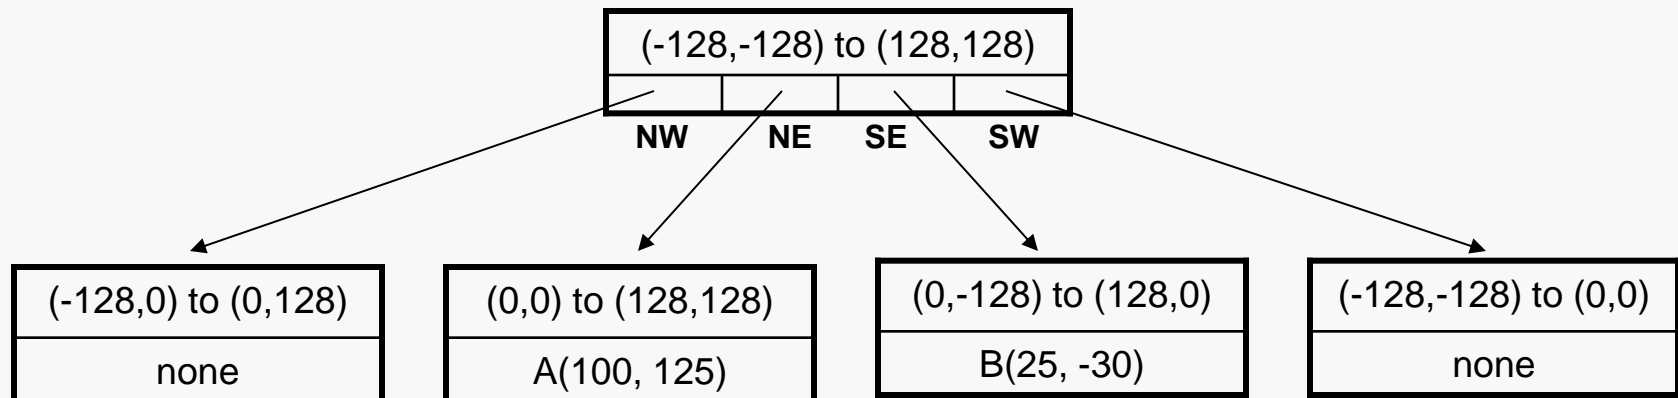 (-128,-128) to (128,128)
NW NE SE SW
(-128,0) to (0,128)
none
(0,0) to (128,128)
A(100, 125)
(0,-128) to (128,0)
B(25, -30)
(-128,-128) to (0,0)
none